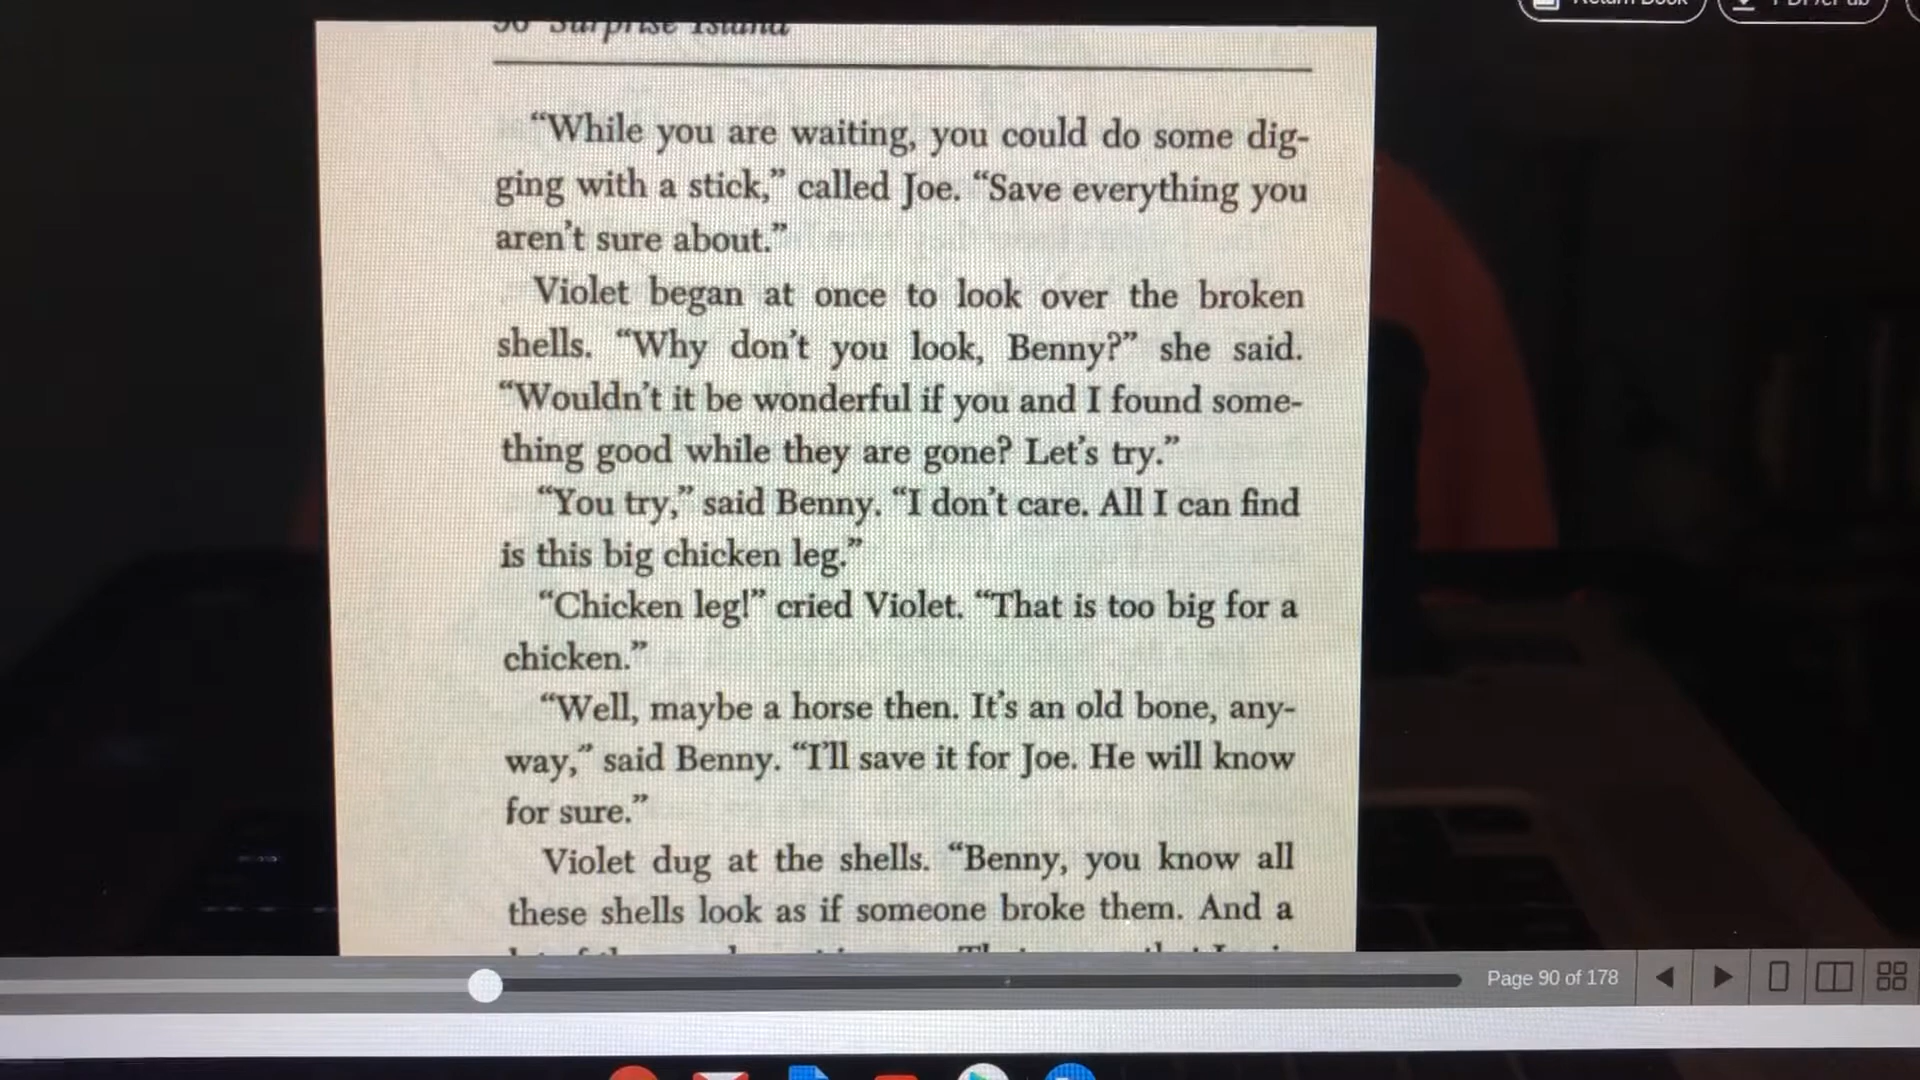 90 Surprise Island
“While you are waiting, you could do some dig-
ging with a stick,” called Joe. “Save everything you
aren’t sure about.”
Violet began at once to look over the broken
shells. “Why don’t you look, Benny?” she said.
“Wouldn’t it be wonderful if you and I found some-
thing good while they are gone? Let’s try.”
“You try,” said Benny. “I don’t care. All I can find
is this big chicken leg.”
“Chicken leg!” cried Violet. “That is too big for a
chicken.”
“Well, maybe a horse then. It’s an old bone, any-
way,” said Benny. “I’ll save it for Joe. He will know
for sure.”
Violet dug at the shells. “Benny, you know all
these shells look as if someone broke them. And a
Page 90 of 178